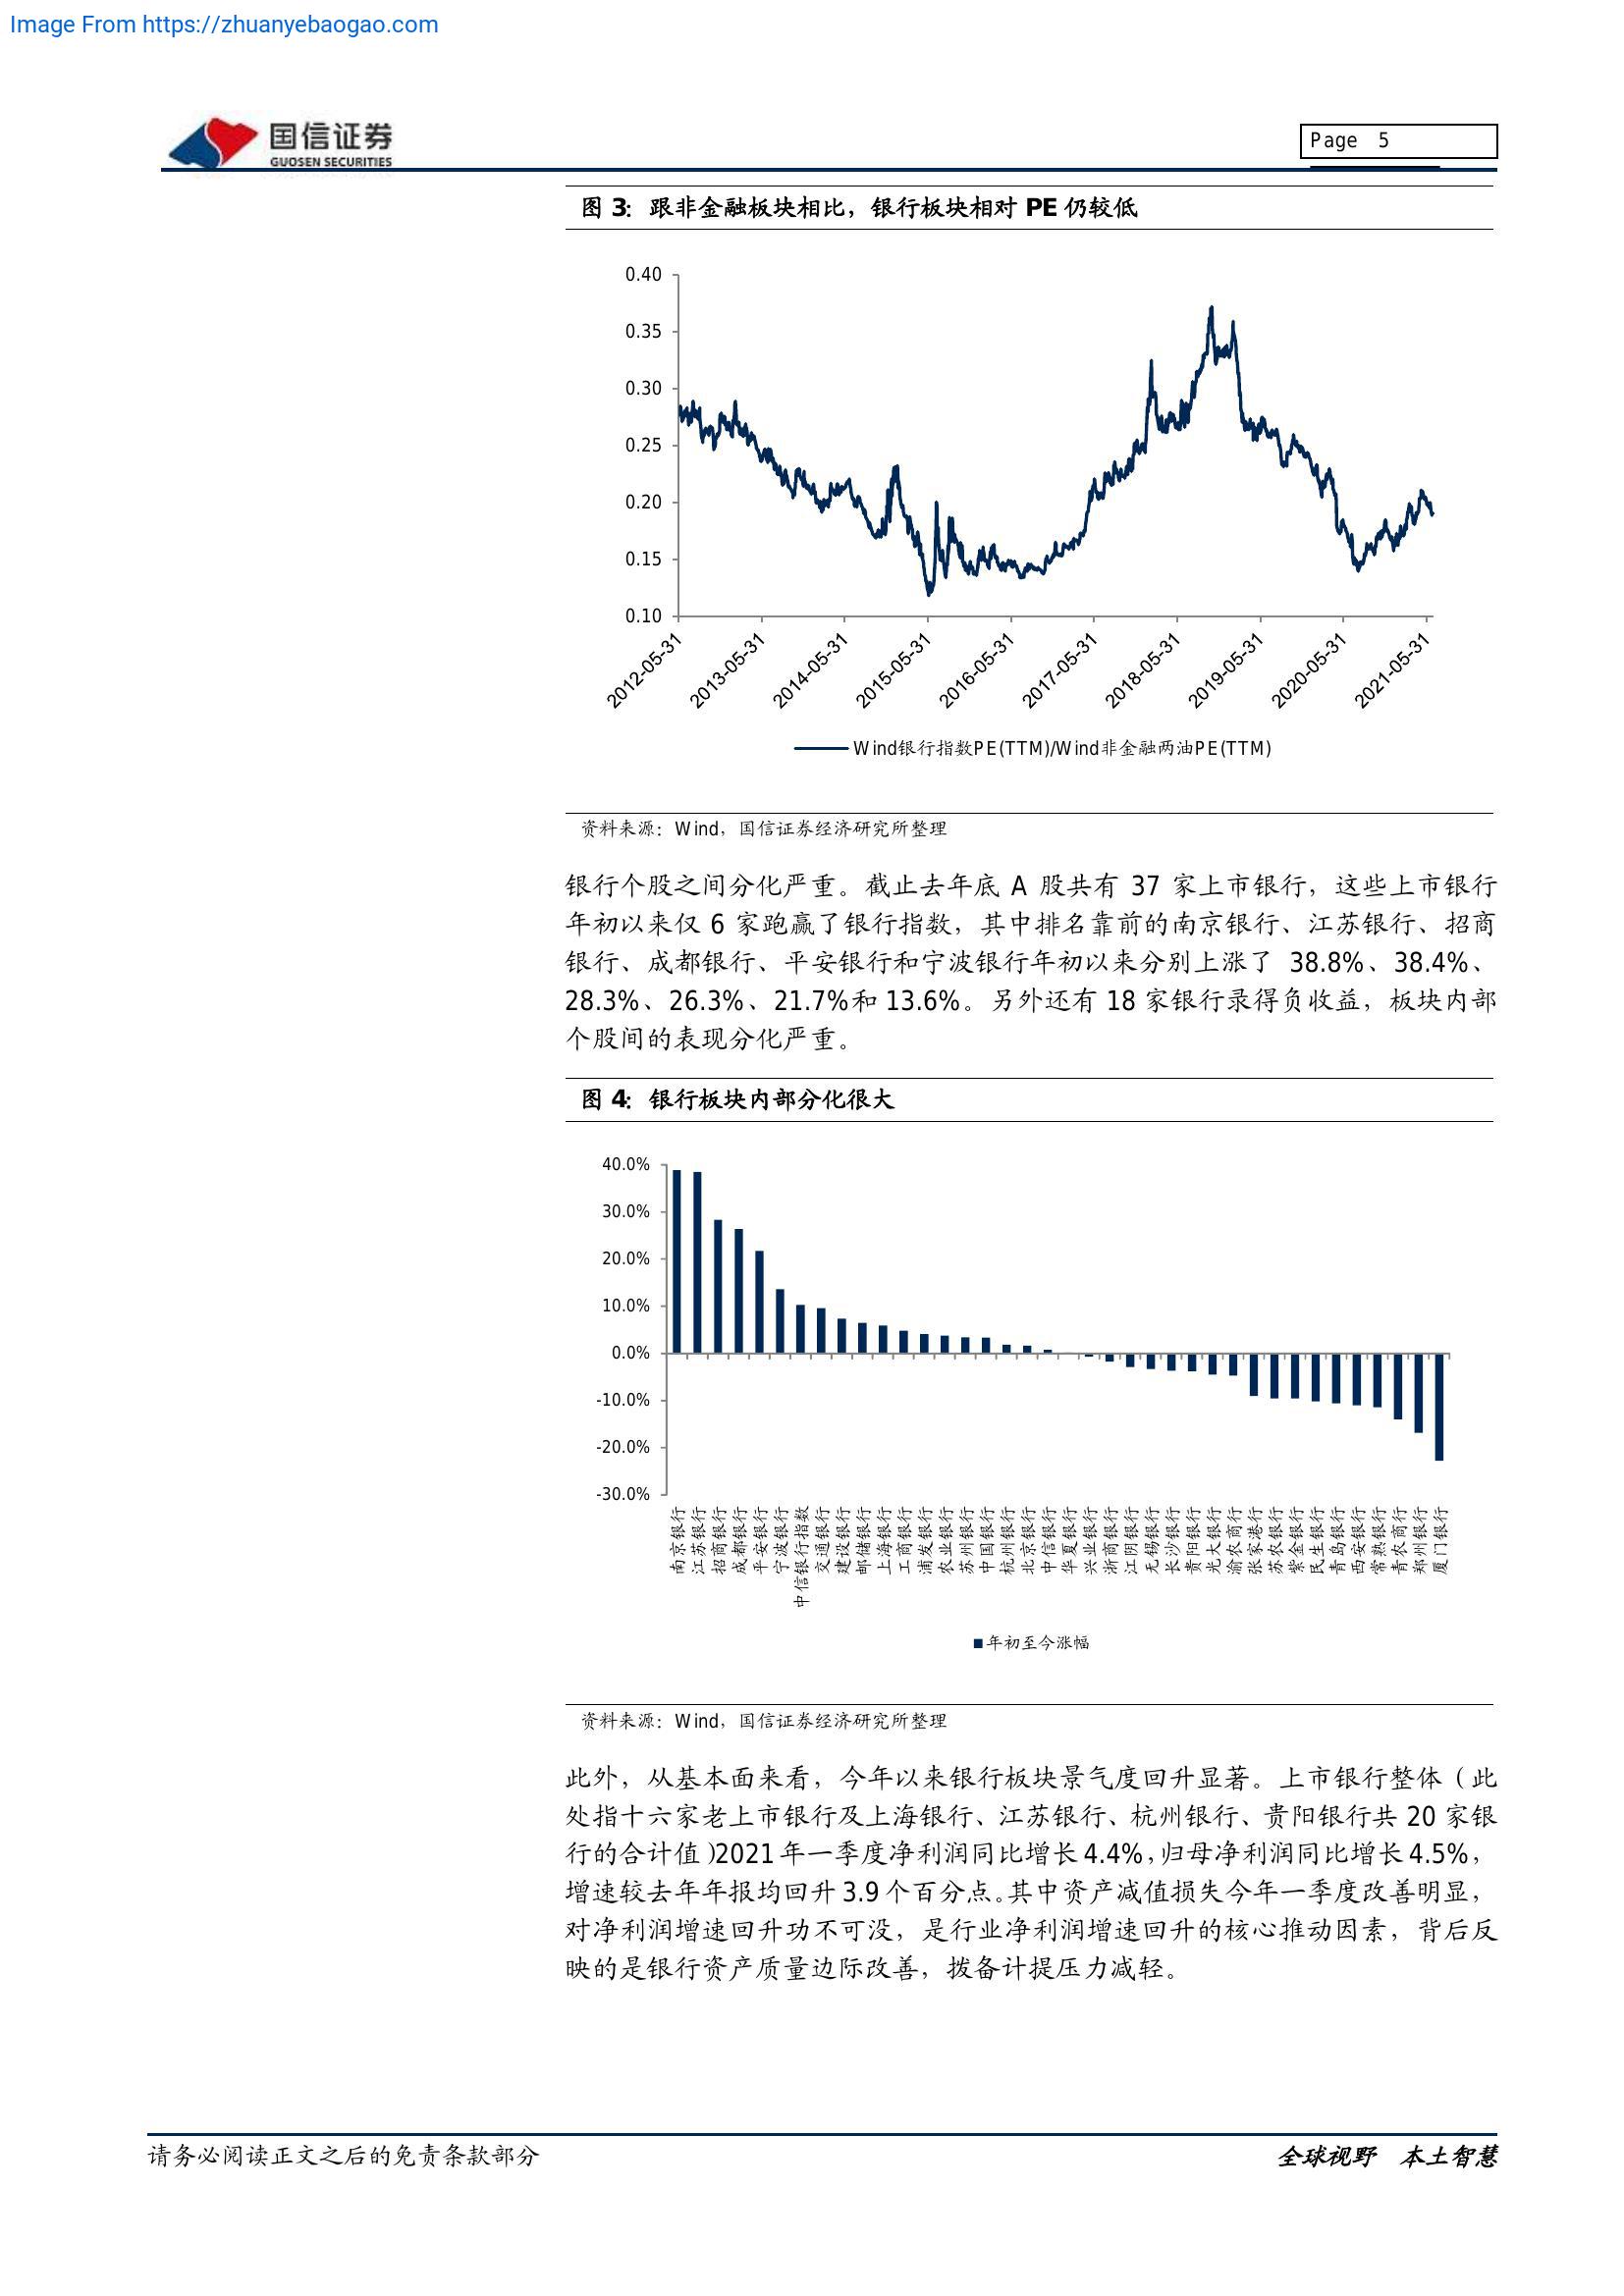 Image From https://zhuanyebaogao.com
国信证券
GUOSEN SECURITIES
Page 5
图 3: 跟非金融板块相比，银行板块相对 PE 仍较低
0.40
0.35
0.30
0.25
0.20
0.15
0.10
2012-05-31
2013-05-31
2014-05-31
2015-05-31
2016-05-31
2017-05-31
2018-05-31
2019-05-31
2020-05-31
2021-05-31
Wind银行指数PE(TTM)/Wind非金融两油PE(TTM)
资料来源: Wind，国信证券经济研究所整理
银行个股之间分化严重。截止去年底 A 股共有 37 家上市银行，这些上市银行
年初以来仅 6 家跑赢了银行指数，其中排名靠前的南京银行、江苏银行、招商
银行、成都银行、平安银行和宁波银行年初以来分别上涨了 38.8%、38.4%、
28.3%、26.3%、21.7%和 13.6%。另外还有 18 家银行录得负收益，板块内部
个股间的表现分化严重。
图 4: 银行板块内部分化很大
40.0%
30.0%
20.0%
10.0%
0.0%
-10.0%
-20.0%
-30.0%
南京银行
江苏银行
招商银行
成都银行
平安银行
宁波银行
中信银行指数
交通银行
建设银行
邮储银行
上海银行
工商银行
浦发银行
农业银行
苏州银行
中国银行
杭州银行
北京银行
中信银行
华夏银行
兴业银行
浙商银行
江阴银行
无锡银行
长沙银行
贵阳银行
光大银行
渝农商行
张家港行
苏农银行
紫金银行
民生银行
青岛银行
西安银行
常熟银行
青农商行
郑州银行
厦门银行
年初至今涨幅
资料来源: Wind，国信证券经济研究所整理
此外，从基本面来看，今年以来银行板块景气度回升显著。上市银行整体（此
处指十六家老上市银行及上海银行、江苏银行、杭州银行、贵阳银行共 20 家银
行的合计值）2021 年一季度净利润同比增长 4.4%，归母净利润同比增长 4.5%，
增速较去年年报均回升 3.9 个百分点。其中资产减值损失今年一季度改善明显，
对净利润增速回升功不可没，是行业净利润增速回升的核心推动因素，背后反
映的是银行资产质量边际改善，拨备计提压力减轻。
请务必阅读正文之后的免责条款部分
全球视野 本土智慧